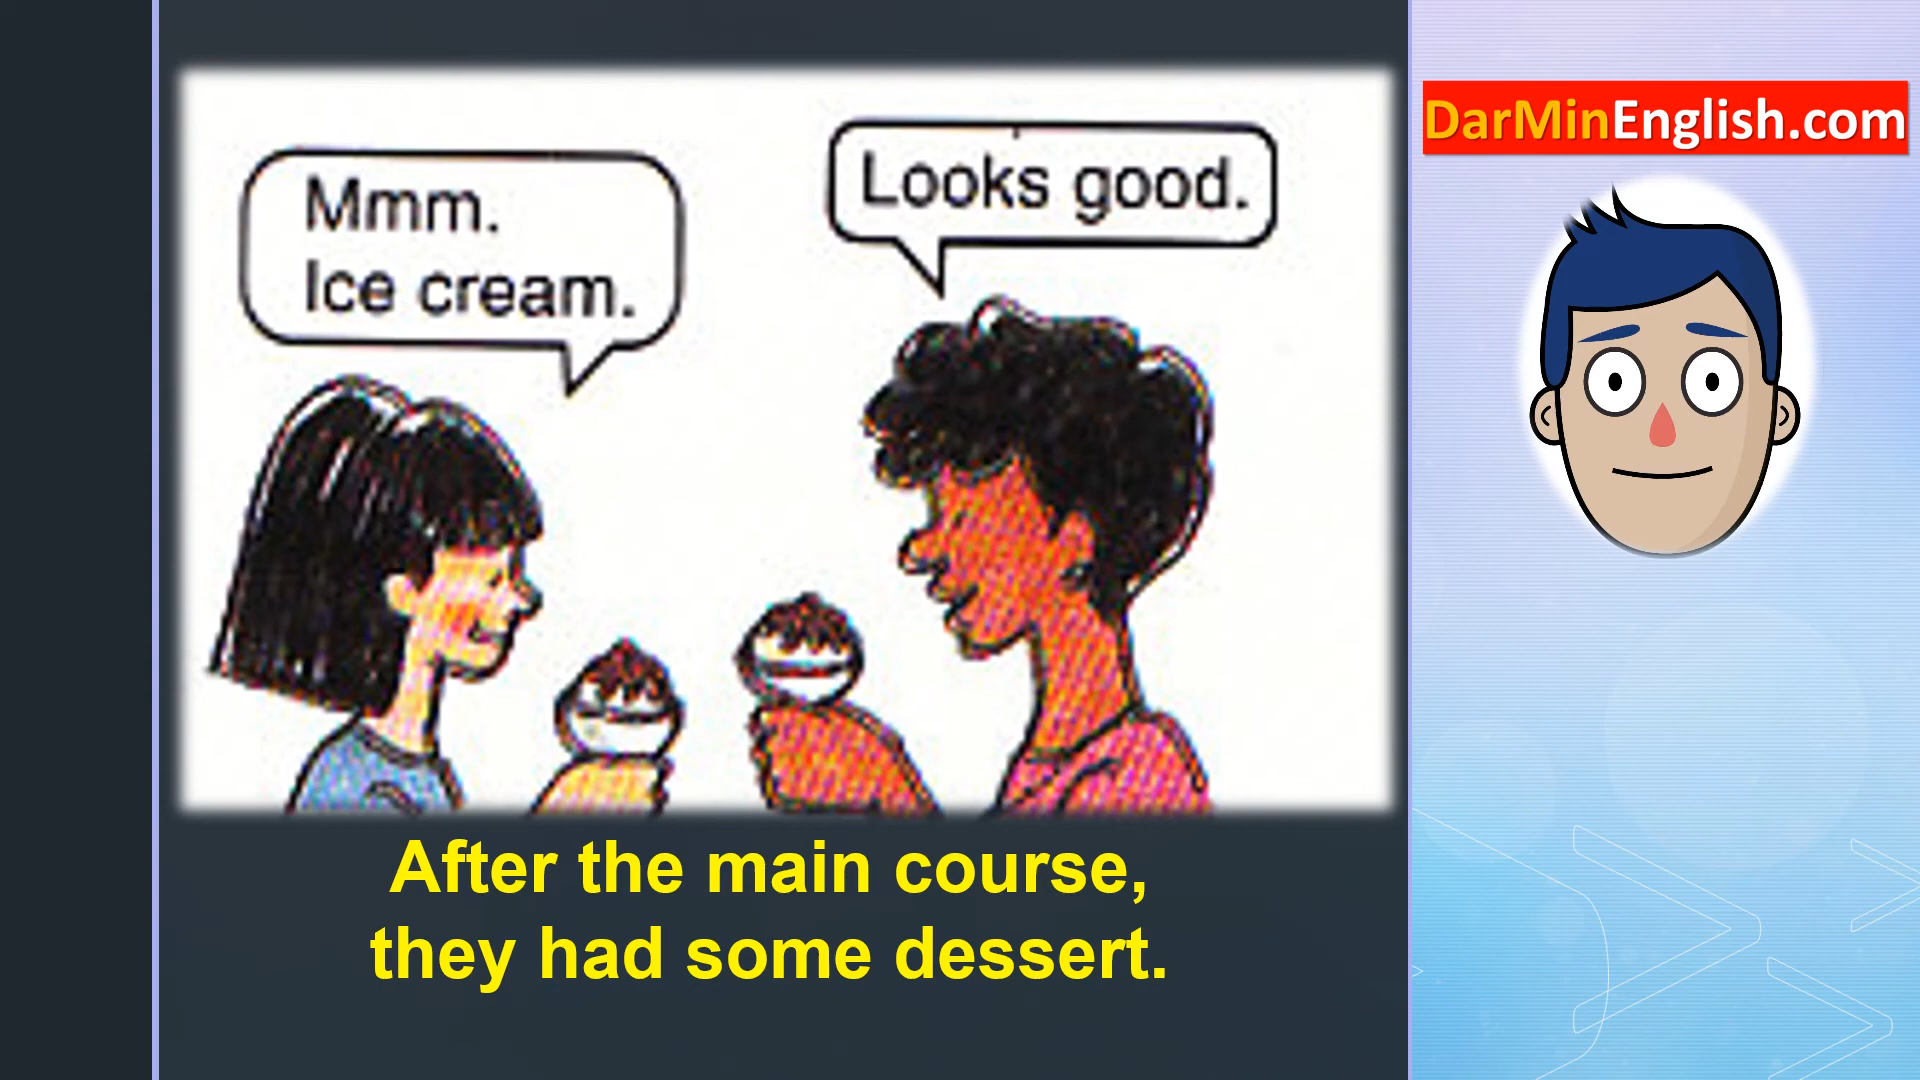 Mmm.
Ice cream.
Looks good.
After the main course,
they had some dessert.
DarMinEnglish.com